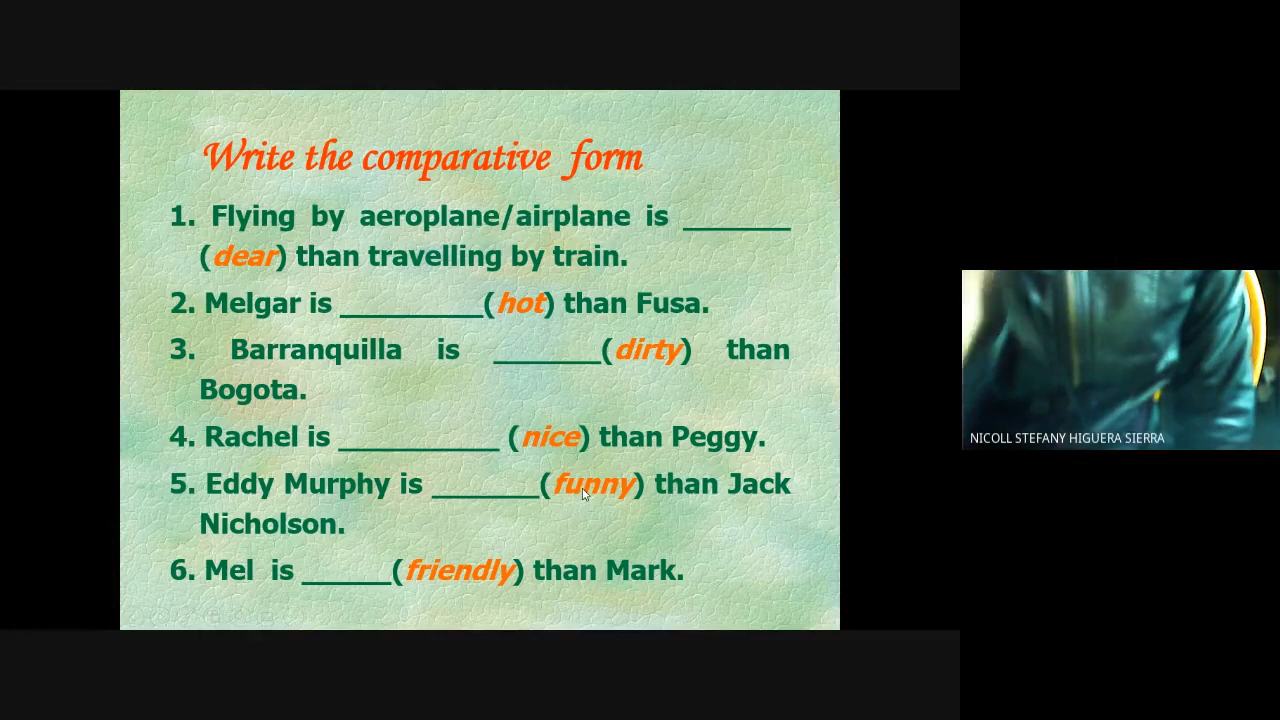 Write the comparative form
1. Flying by aeroplane/airplane is _______
(dear) than travelling by train.
2. Melgar is _________(hot) than Fusa.
3. Barranquilla is _______(dirty) than
Bogota.
4. Rachel is __________ (nice) than Peggy.
5. Eddy Murphy is _______(funny) than Jack
Nicholson.
6. Mel is _____(friendly) than Mark.
NICOLL STEFANY HIGUERA SIERRA